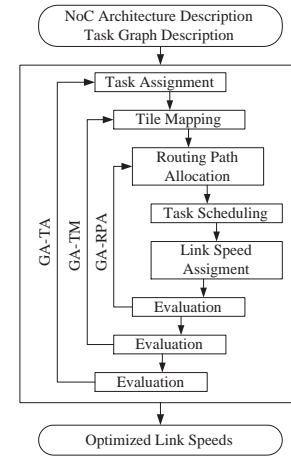 NoC Architecture Description
Task Graph Description
Task Assignment
Tile Mapping
Routing Path
Allocation
Task Scheduling
Link Speed
Assigment
Evaluation
Evaluation
Evaluation
GA-TA
GA-TM
GA-RPA
Optimized Link Speeds